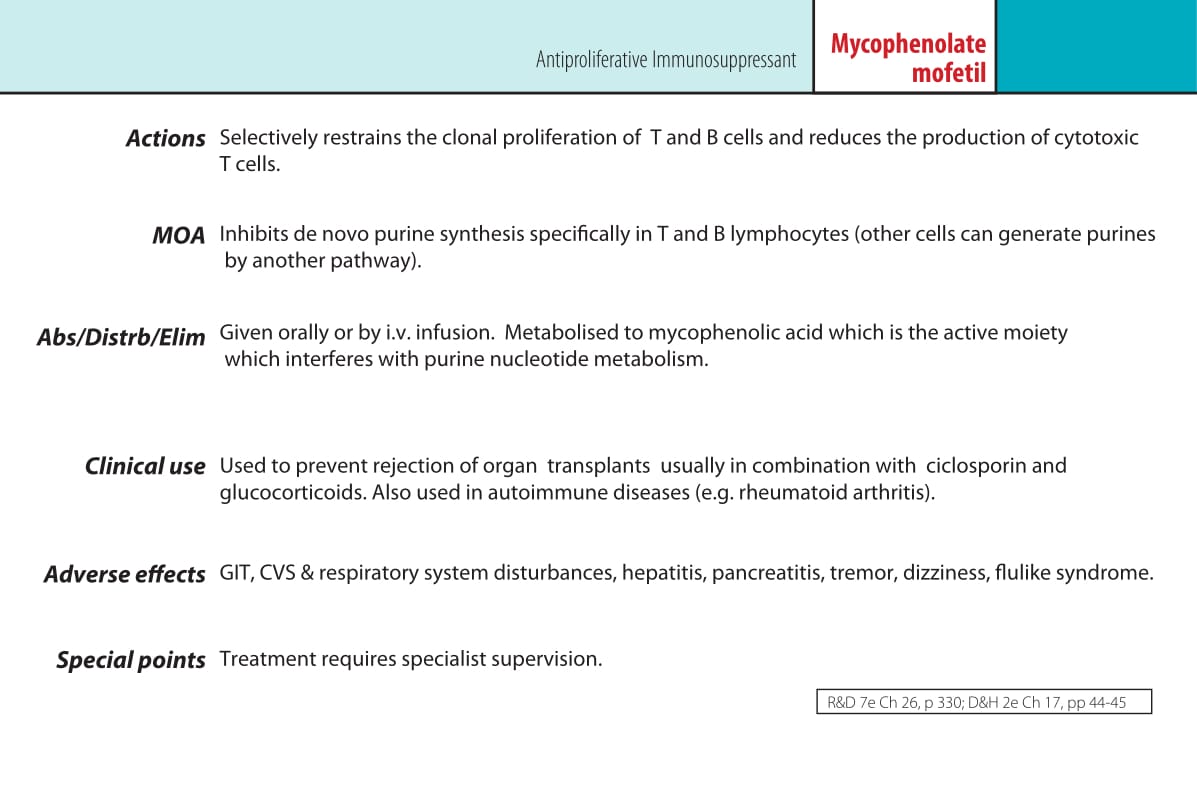 Antiproliferative Immunosuppressant
Mycophenolate
mofetil
Actions Selectively restrains the clonal proliferation of T and B cells and reduces the production of cytotoxic
T cells.
MOA Inhibits de novo purine synthesis specifically in T and B lymphocytes (other cells can generate purines
by another pathway).
Abs/Distrb/Elim Given orally or by i.v. infusion. Metabolised to mycophenolic acid which is the active moiety
which interferes with purine nucleotide metabolism.
Clinical use Used to prevent rejection of organ transplants usually in combination with ciclosporin and
glucocorticoids. Also used in autoimmune diseases (e.g. rheumatoid arthritis).
Adverse effects GIT, CVS & respiratory system disturbances, hepatitis, pancreatitis, tremor, dizziness, flulike syndrome.
Special points Treatment requires specialist supervision.
R&D 7e Ch 26, p 330; D&H 2e Ch 17, pp 44-45